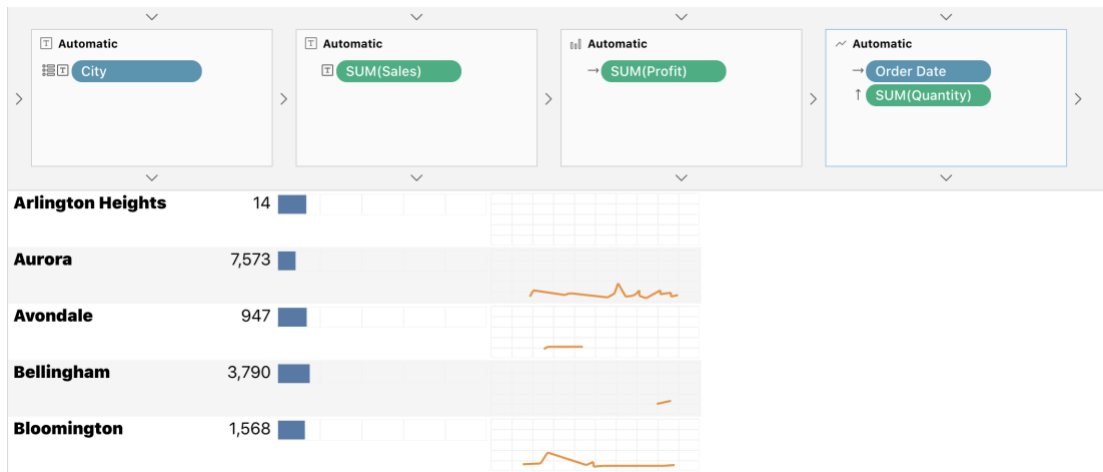 Automatic
City
Automatic
SUM(Sales)
Automatic
SUM(Profit)
Automatic
Order Date
SUM(Quantity)
Arlington Heights 14
Aurora 7,573
Avondale 947
Bellingham 3,790
Bloomington 1,568